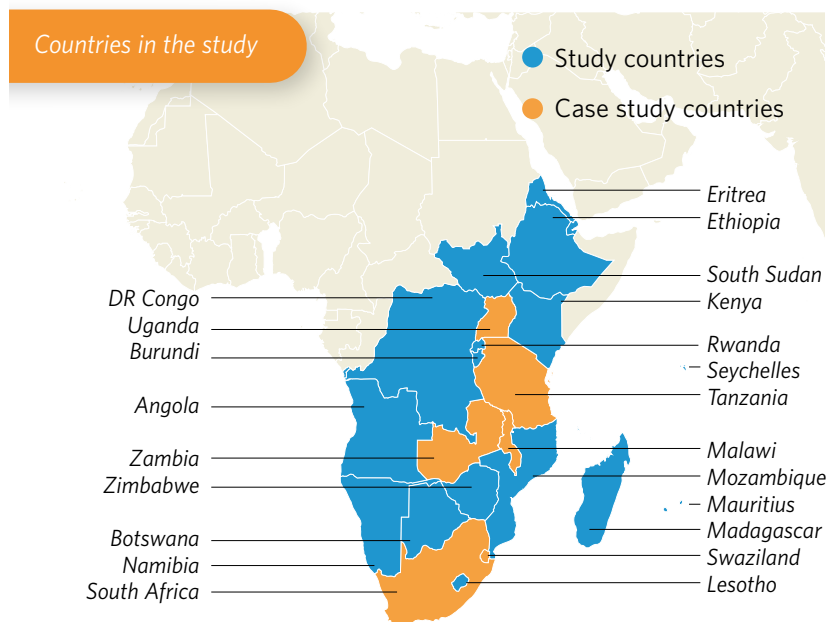 Countries in the study
Study countries
Case study countries
Eritrea
Ethiopia
South Sudan
Kenya
Rwanda
Seychelles
Tanzania
Malawi
Mozambique
Mauritius
Madagascar
Swaziland
Lesotho
DR Congo
Uganda
Burundi
Angola
Zambia
Zimbabwe
Botswana
Namibia
South Africa